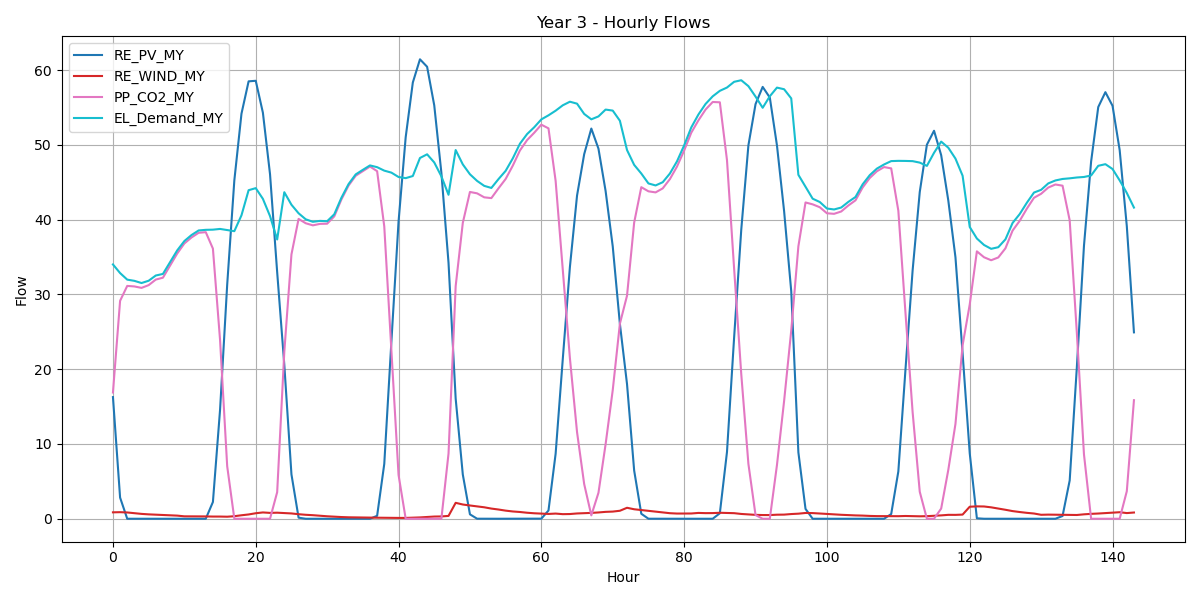 Year 3 - Hourly Flows
RE_PV_MY
RE_WIND_MY
PP_CO2_MY
EL_Demand_MY
60
50
40
30
20
10
0
Flow
0 20 40 60 80 100 120 140
Hour